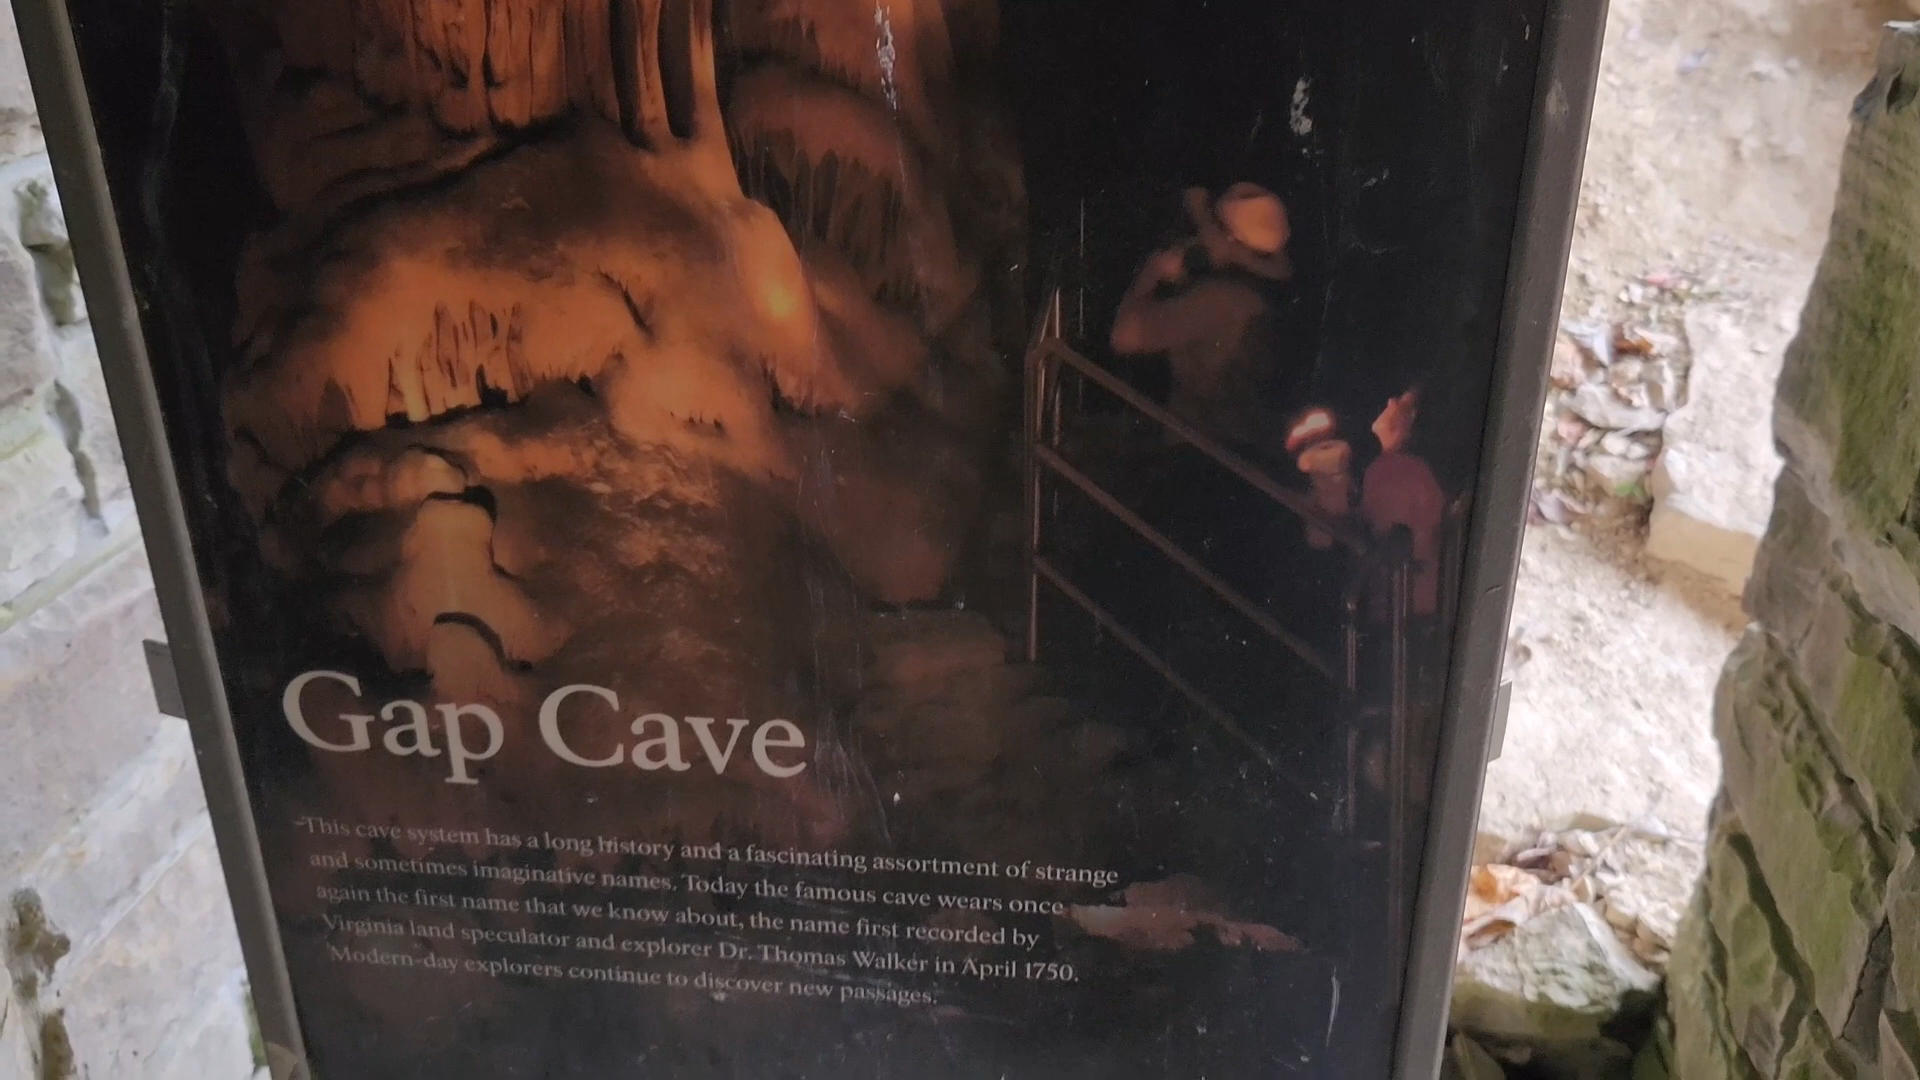 Gap Cave
This cave system has a long history and a fascinating assortment of strange
and sometimes imaginative names. Today the famous cave wears once
again the first name that we know about, the name first recorded by
Virginia land speculator and explorer Dr. Thomas Walker in April 1750.
Modern-day explorers continue to discover new passages.